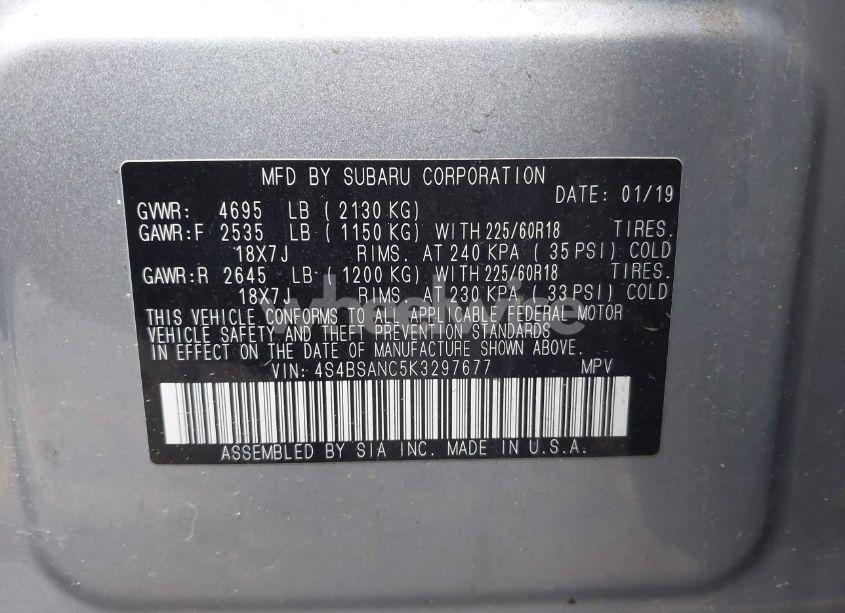 MFD BY SUBARU CORPORATION
DATE: 01/19
GVWR: 4695 LB ( 2130 KG)
GAWR:F 2535 LB ( 1150 KG) WITH 225/60R18 TIRES.
18X7J RIMS. AT 240 KPA ( 35 PSI) COLD
GAWR:R 2645 LB ( 1200 KG) WITH 225/60R18 TIRES.
18X7J RIMS. AT 230 KPA ( 33 PSI) COLD
THIS VEHICLE CONFORMS TO ALL APPLICABLE FEDERAL MOTOR
VEHICLE SAFETY AND THEFT PREVENTION STANDARDS
IN EFFECT ON THE DATE OF MANUFACTURE SHOWN ABOVE.
VIN: 4S4BSANC5K3297677 MPV
ASSEMBLED BY SIA INC. MADE IN U.S.A.